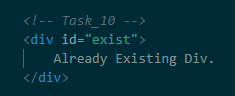 <!-- Task_10 -->
<div id="exist">
Already Existing Div.
</div>